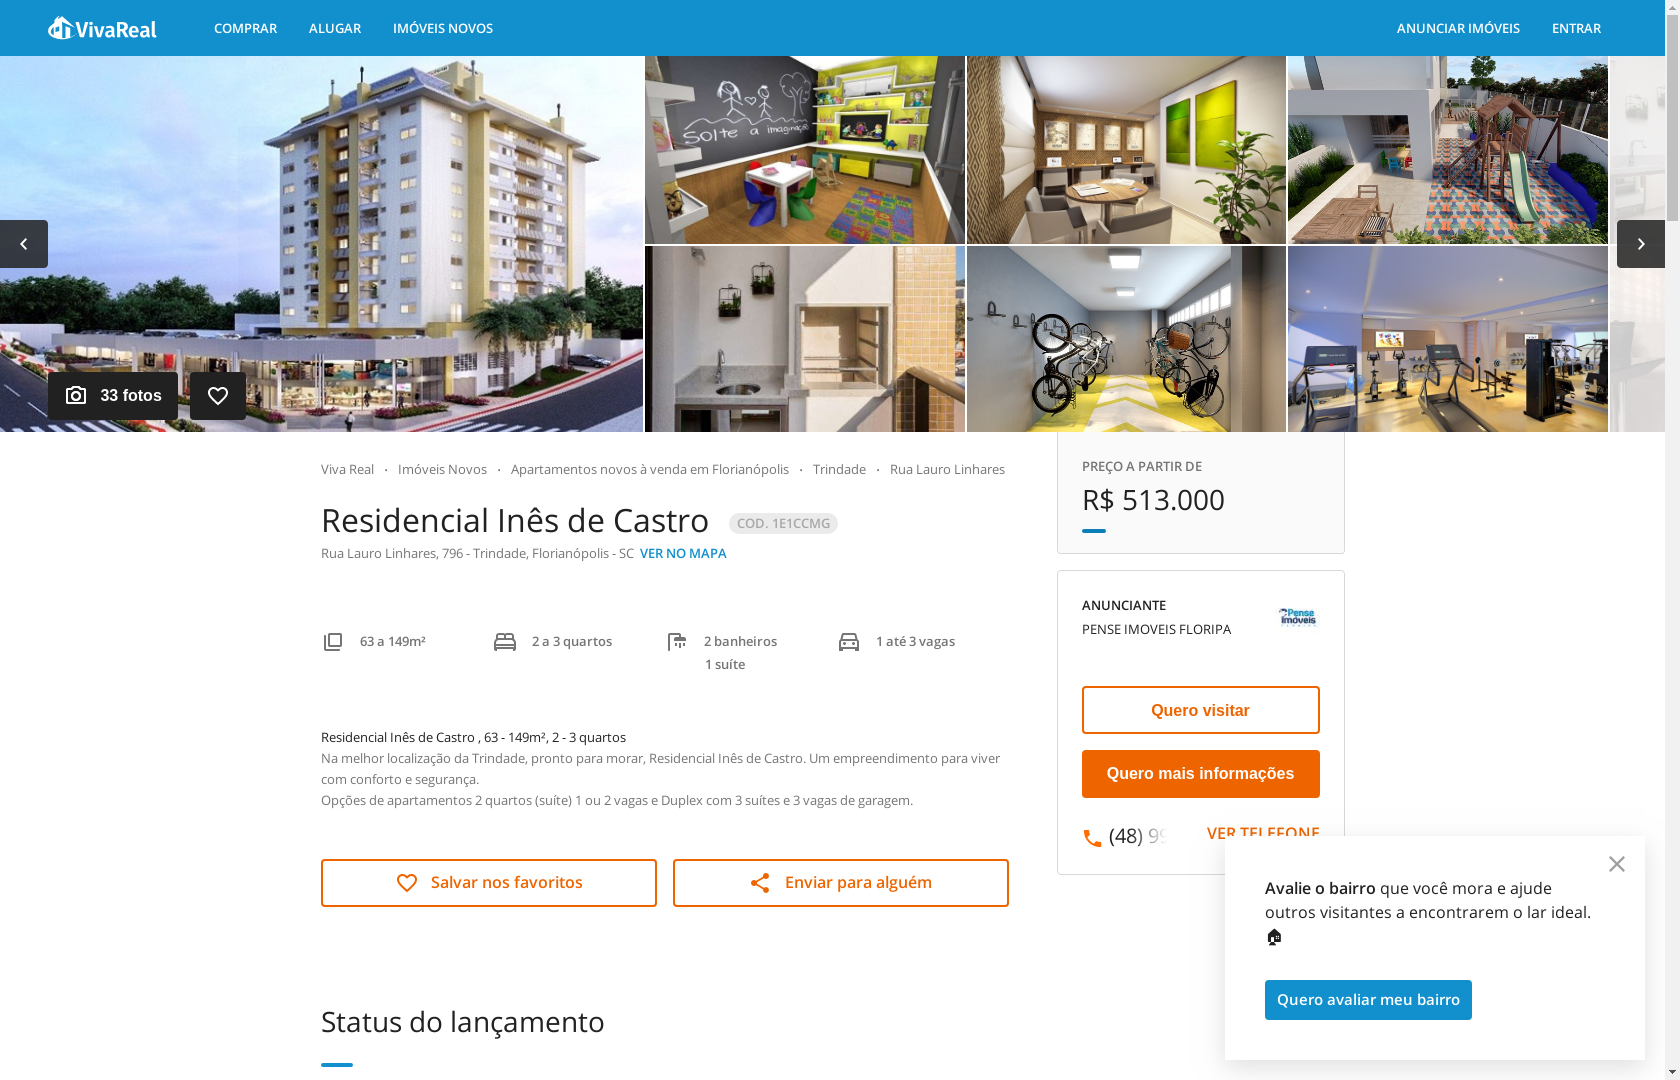 VivaReal
COMPRAR
ALUGAR
IMÓVEIS NOVOS
ANUNCIAR IMÓVEIS
ENTRAR
Solte a imaginação
33 fotos
Viva Real · Imóveis Novos · Apartamentos novos à venda em Florianópolis · Trindade · Rua Lauro Linhares
Residencial Inês de Castro COD. 1E1CCMG
Rua Lauro Linhares, 796 - Trindade, Florianópolis - SC VER NO MAPA
63 a 149m²
2 a 3 quartos
2 banheiros
1 suíte
1 até 3 vagas
Residencial Inês de Castro , 63 - 149m², 2 - 3 quartos
Na melhor localização da Trindade, pronto para morar, Residencial Inês de Castro. Um empreendimento para viver
com conforto e segurança.
Opções de apartamentos 2 quartos (suíte) 1 ou 2 vagas e Duplex com 3 suítes e 3 vagas de garagem.
Salvar nos favoritos
Enviar para alguém
Status do lançamento
PREÇO A PARTIR DE
R$ 513.000
ANUNCIANTE
PENSE IMOVEIS FLORIPA
Pense
Imóveis
Quero visitar
Quero mais informações
(48) 99
VER TELEFONE
Avalie o bairro que você mora e ajude
outros visitantes a encontrarem o lar ideal.
Quero avaliar meu bairro